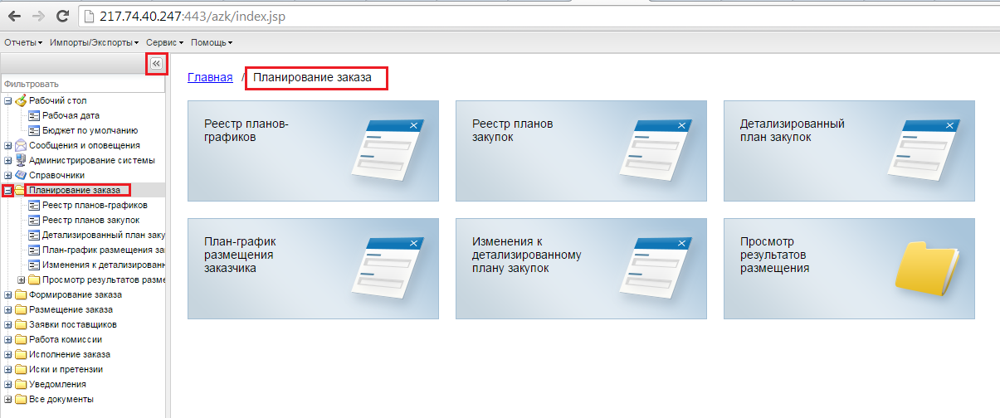 217.74.40.247:443/azk/index.jsp
Отчеты Импорты/Экспорты Сервис Помощь
Фильтровать
Рабочий стол
Рабочая дата
Бюджет по умолчанию
Сообщения и оповещения
Администрирование системы
Справочники
Планирование заказа
Реестр планов-графиков
Реестр планов закупок
Детализированный план заку
План-график размещения за
Изменения к детализированн
Просмотр результатов разме
Формирование заказа
Размещение заказа
Заявки поставщиков
Работа комиссии
Исполнение заказа
Иски и претензии
Уведомления
Все документы
Главная / Планирование заказа
Реестр планов-
графиков
Реестр планов
закупок
Детализированный
план закупок
План-график
размещения
заказчика
Изменения к
детализированному
плану закупок
Просмотр
результатов
размещения